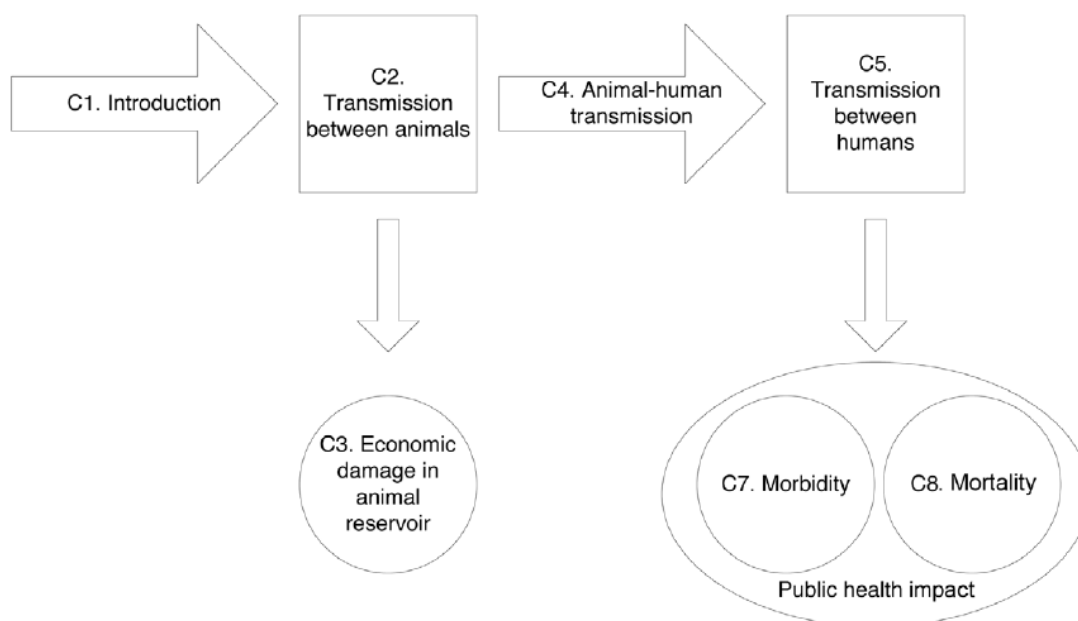 C1. Introduction
C2.
Transmission
between animals
C4. Animal-human
transmission
C5.
Transmission
between
humans
C3. Economic
damage in
animal
reservoir
C7. Morbidity
C8. Mortality
Public health impact